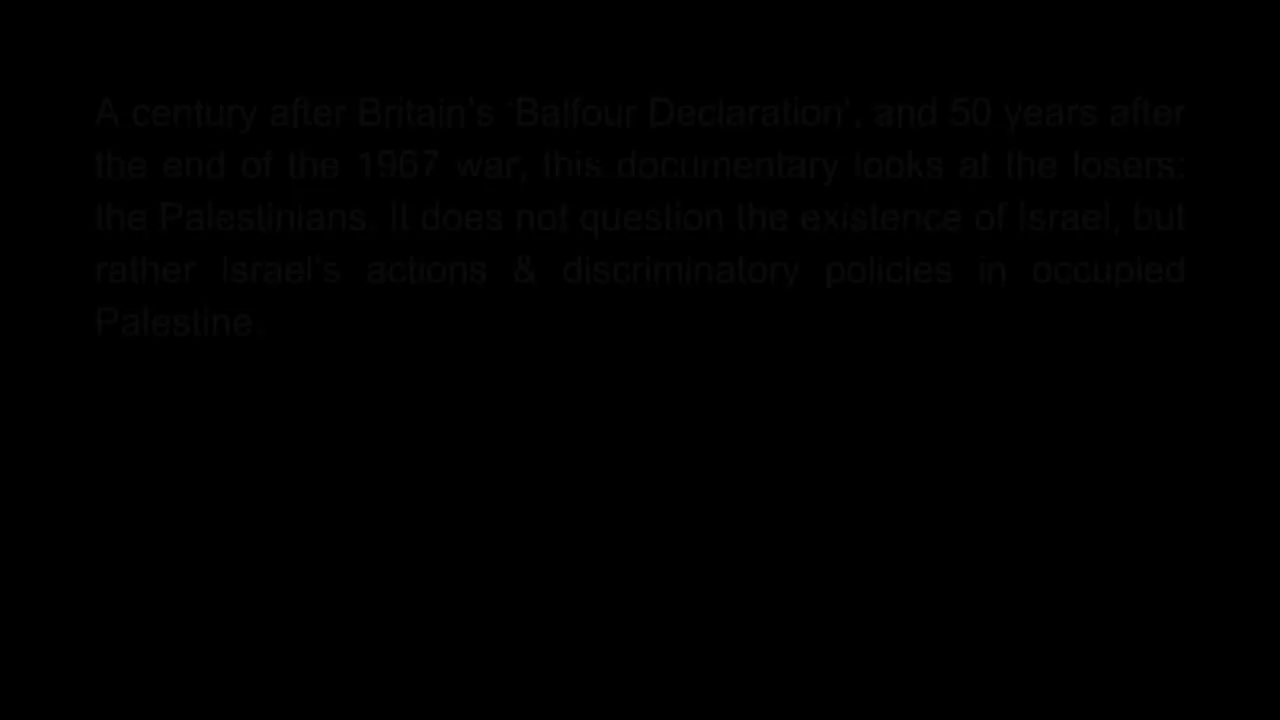 A century after Britain's 'Balfour Declaration', and 50 years after
the end of the 1967 war, this documentary looks at the losers:
the Palestinians. It does not question the existence of Israel, but
rather Israel's actions & discriminatory policies in occupied
Palestine.